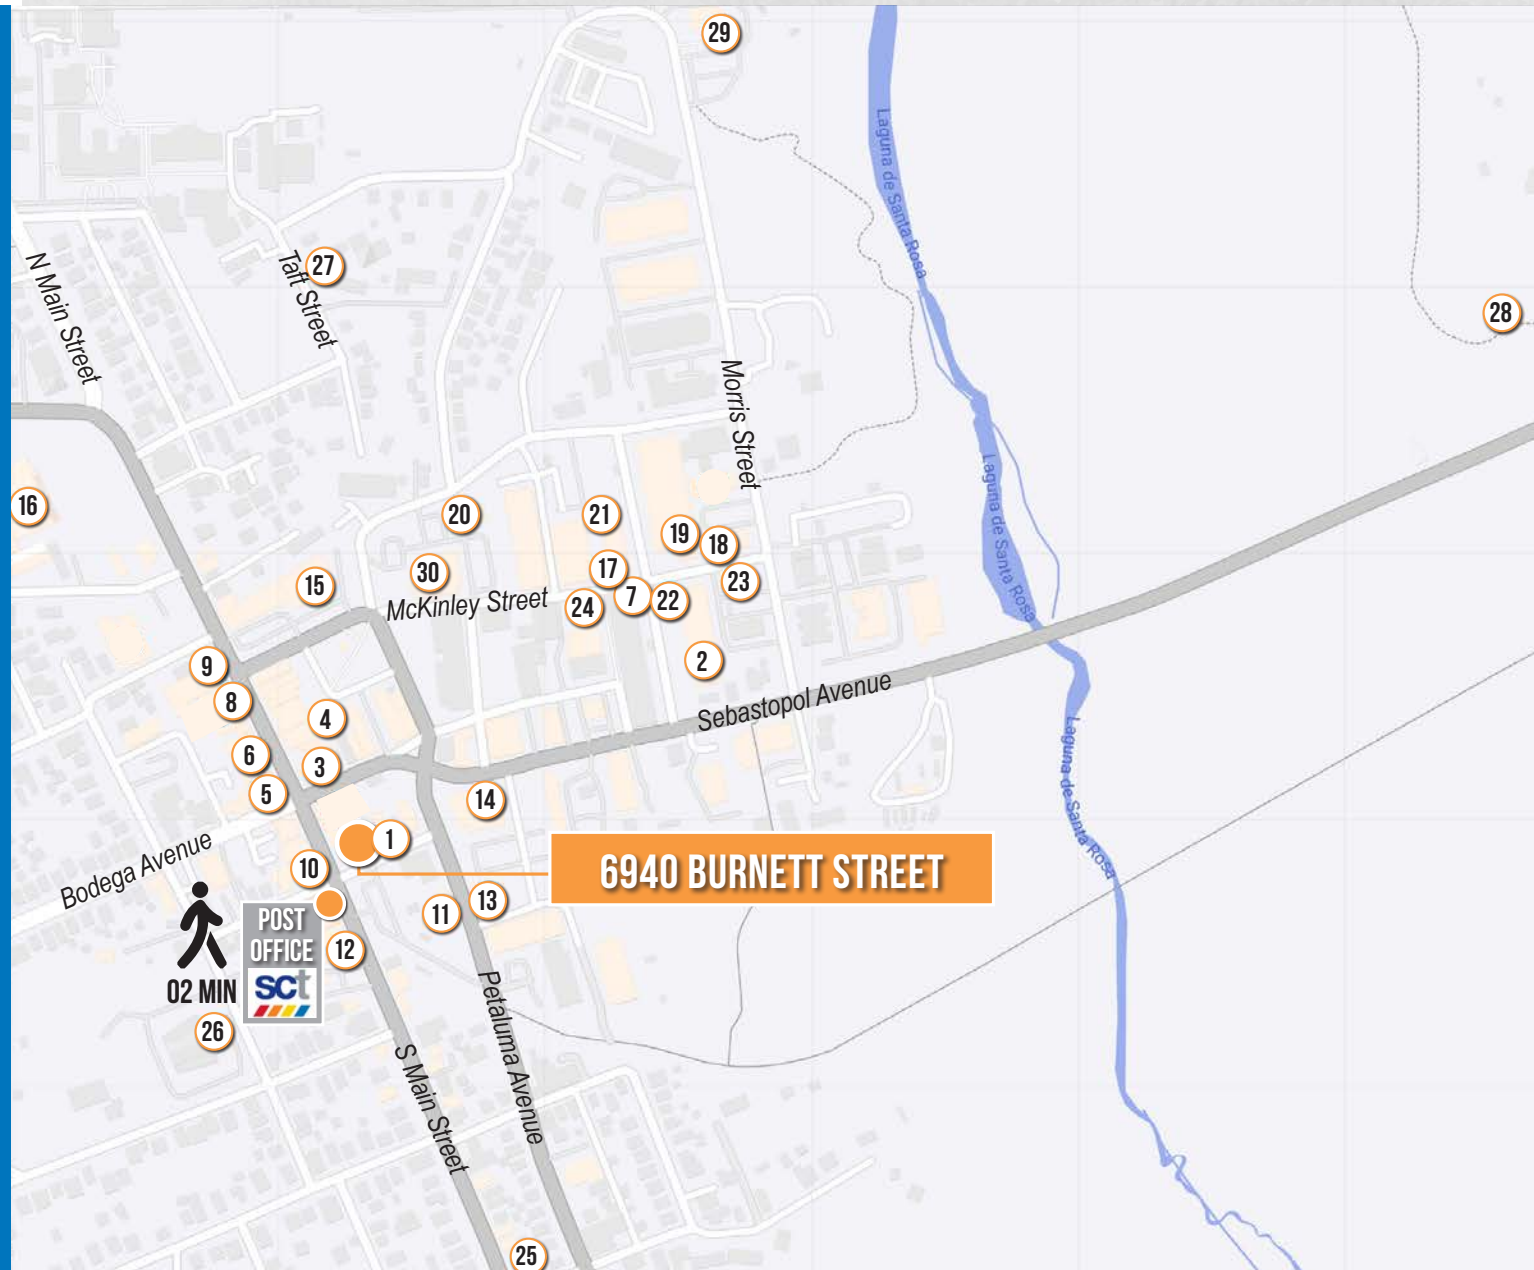 29
Laguna de Santa Rosa
27
N Main Street
Taft Street
28
Morris Street
16
20
21
19
18
Laguna de Santa Rosa
15
30
17
23
McKinley Street
24
7
22
9
2
8
4
Sebastopol Avenue
6
3
5
14
Laguna de Santa Rosa
1
6940 BURNETT STREET
Bodega Avenue
10
POST
OFFICE
11
13
12
02 MIN
sct
26
Petaluma Avenue
S Main Street
25